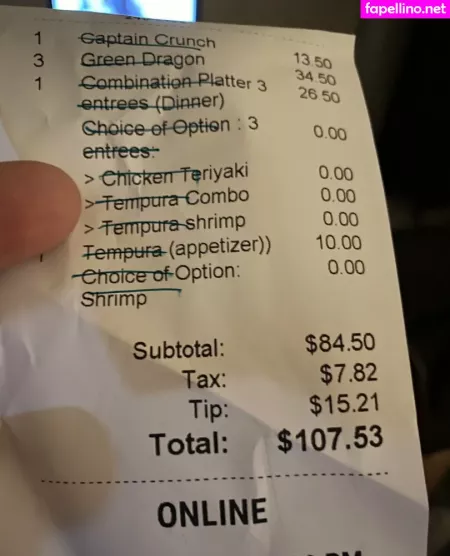 fapellino.net
1 Captain Crunch 13.50
3 Green Dragon 34.50
1 Combination Platter 3 26.50
entrees (Dinner)
Choice of Option : 3 0.00
entrees:
> Chicken Teriyaki 0.00
> Tempura Combo 0.00
> Tempura shrimp 0.00
Tempura (appetizer)) 10.00
Choice of Option: 0.00
Shrimp
Subtotal: $84.50
Tax: $7.82
Tip: $15.21
Total: $107.53
ONLINE